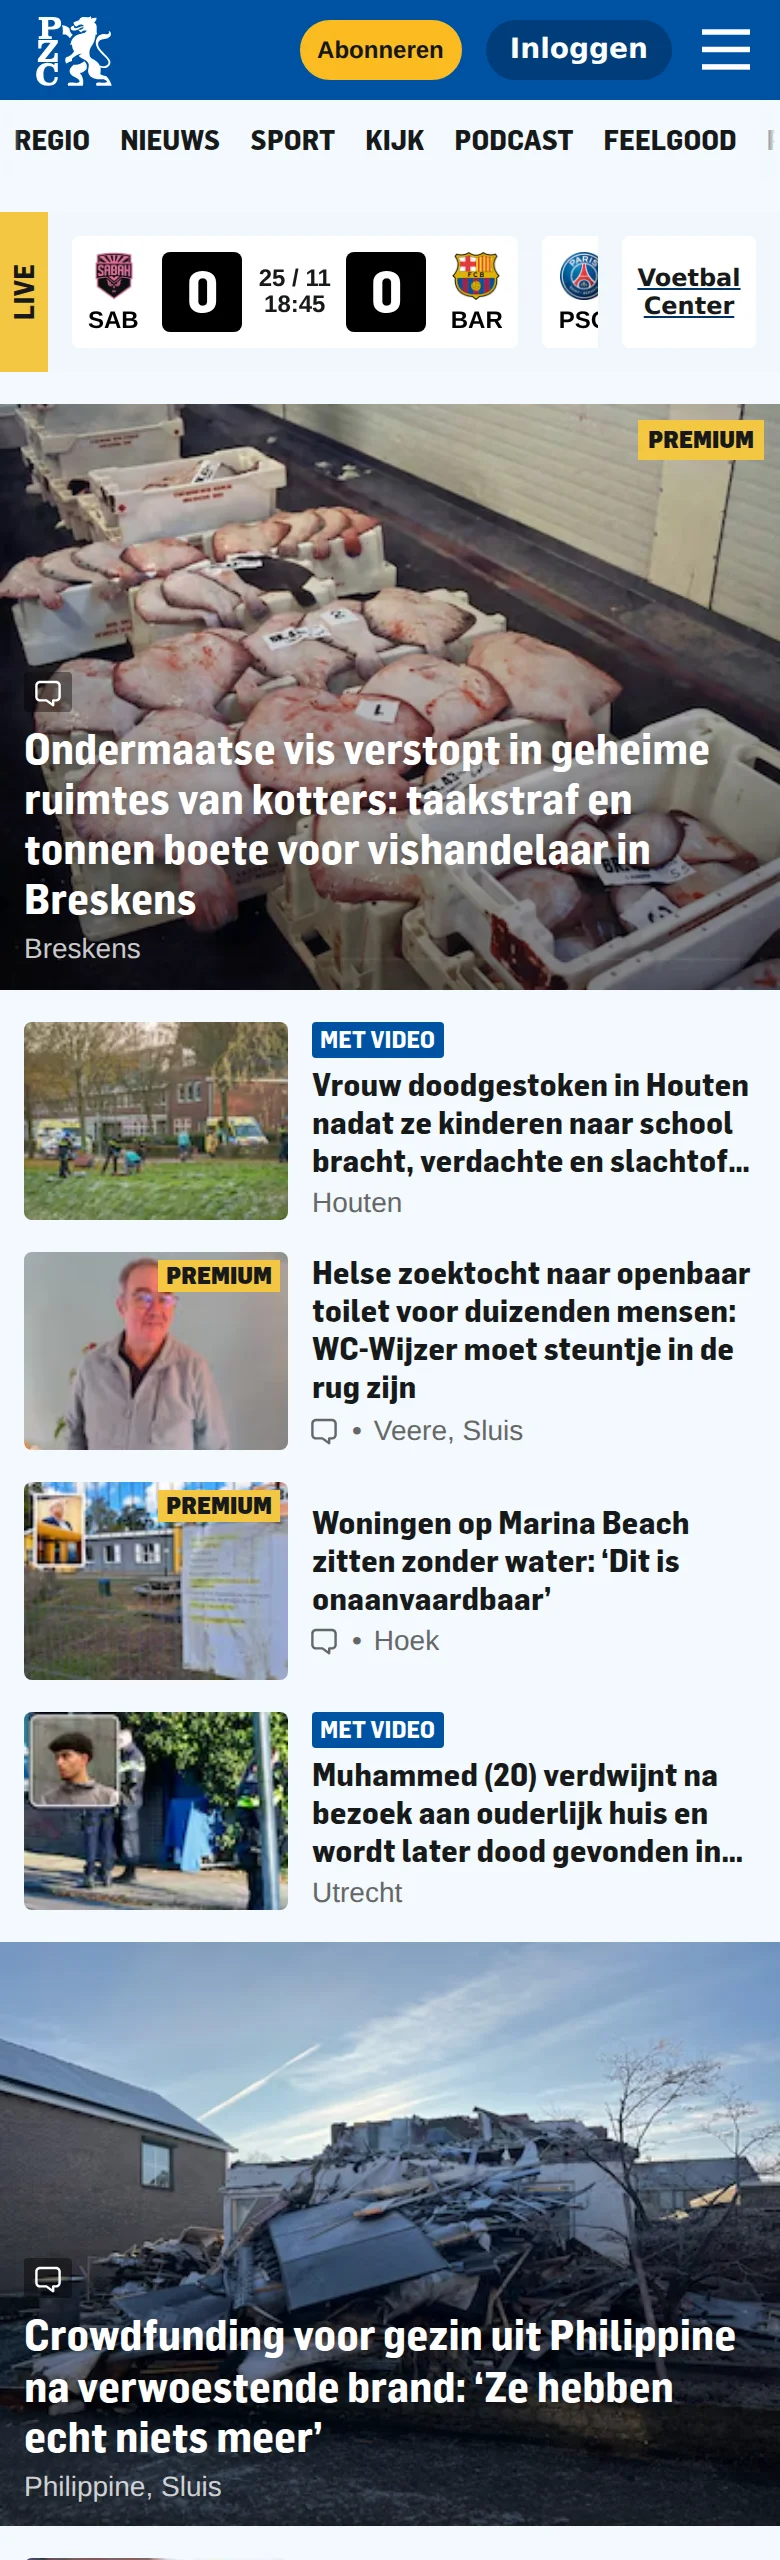 PZC
Abonneren
Inloggen
REGIO NIEUWS SPORT KIJK PODCAST FEELGOOD
LIVE
SABAH
SAB
0
25 / 11
18:45
0
FCB
BAR
PARIS
PSG
Voetbal
Center
PREMIUM
Ondermaatse vis verstopt in geheime
ruimtes van kotters: taakstraf en
tonnen boete voor vishandelaar in
Breskens
Breskens
MET VIDEO
Vrouw doodgestoken in Houten
nadat ze kinderen naar school
bracht, verdachte en slachtof...
Houten
PREMIUM
Helse zoektocht naar openbaar
toilet voor duizenden mensen:
WC-Wijzer moet steuntje in de
rug zijn
• Veere, Sluis
PREMIUM
Woningen op Marina Beach
zitten zonder water: ‘Dit is
onaanvaardbaar’
• Hoek
MET VIDEO
Muhammed (20) verdwijnt na
bezoek aan ouderlijk huis en
wordt later dood gevonden in...
Utrecht
Crowdfunding voor gezin uit Philippine
na verwoestende brand: ‘Ze hebben
echt niets meer’
Philippine, Sluis